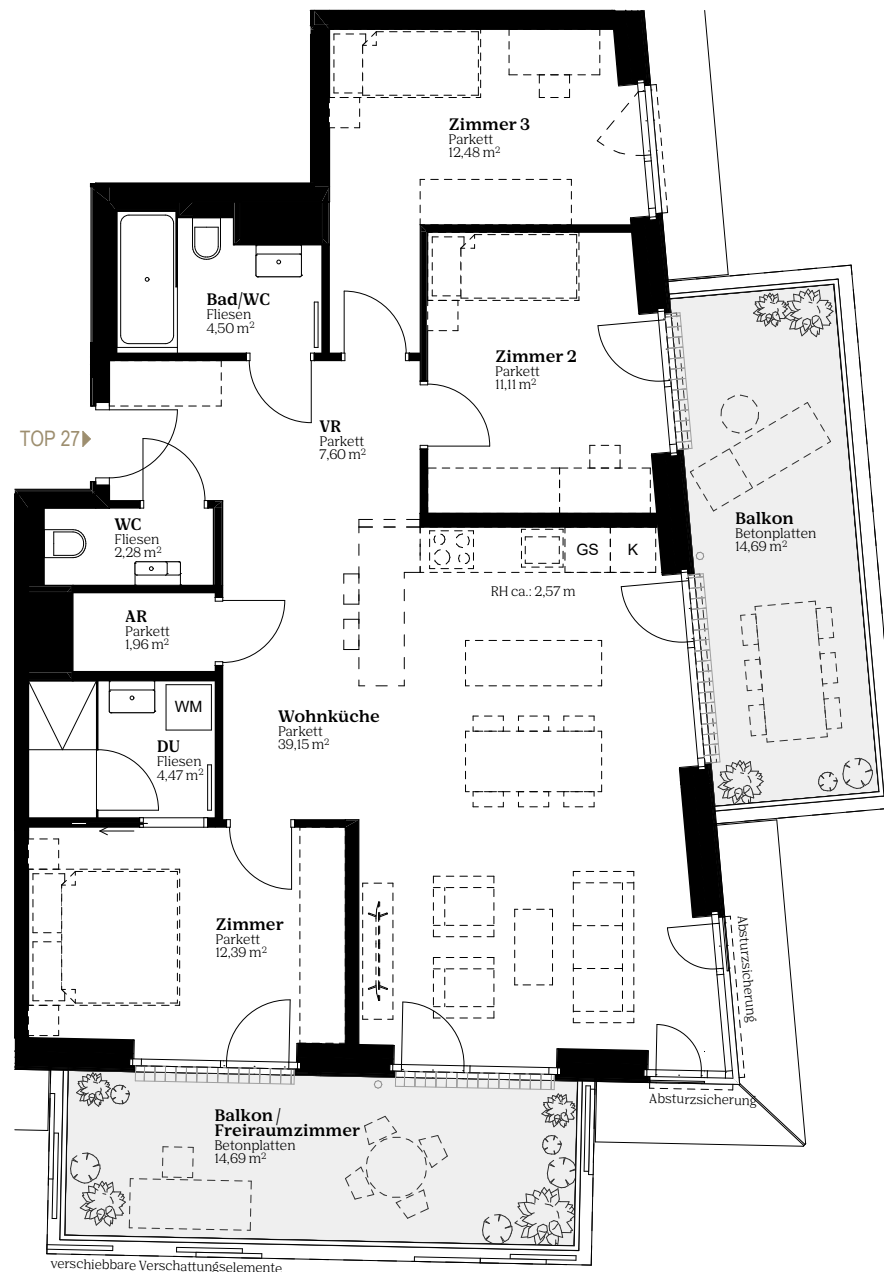 Zimmer 3
Parkett
12,48 m²
Bad/WC
Fliesen
4,50 m²
Zimmer 2
Parkett
11,11 m²
VR
Parkett
7,60 m²
TOP 27
WC
Fliesen
2,28 m²
GS
K
RH ca.: 2,57 m
Balkon
Betonplatten
14,69 m²
AR
Parkett
1,96 m²
WM
DU
Fliesen
4,47 m²
Wohnküche
Parkett
39,15 m²
Zimmer
Parkett
12,39 m²
Absturzsicherung
Absturzsicherung
Balkon/
Freiraumzimmer
Betonplatten
14,69 m²
verschiebbare Verschattungselemente